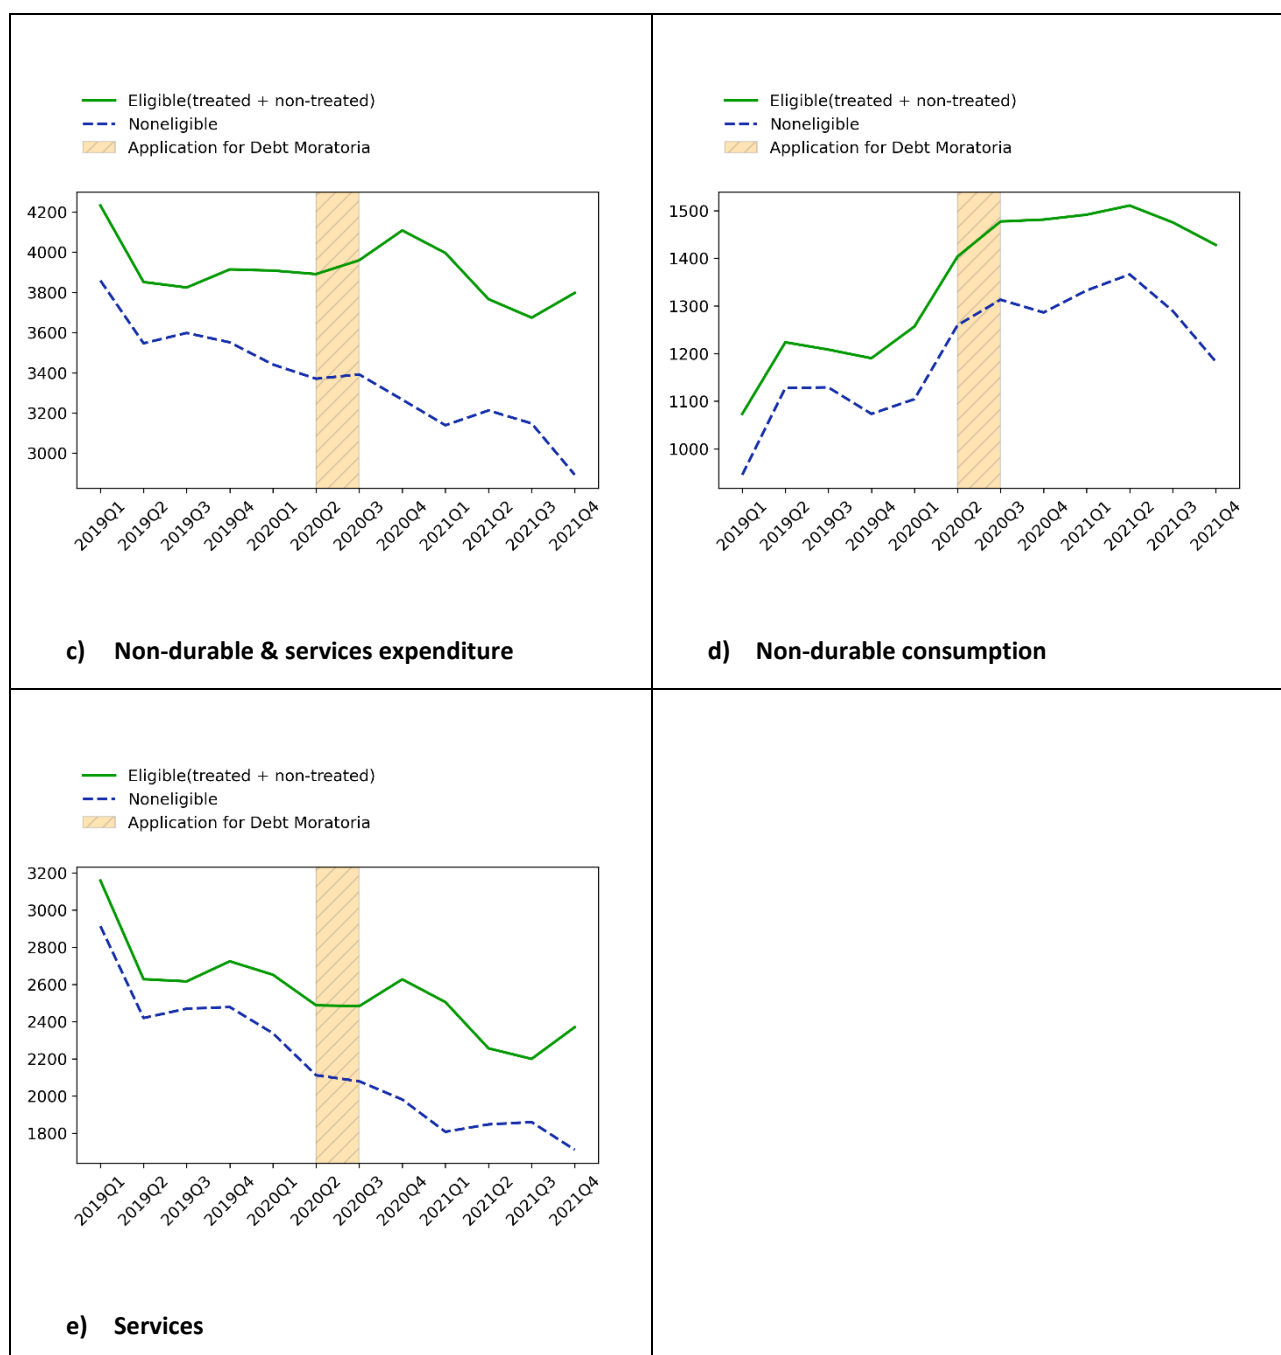 Eligible(treated + non-treated)
Noneligible
Application for Debt Moratoria
4200
4000
3800
3600
3400
3200
3000
2019Q1 2019Q2 2019Q3 2019Q4 2020Q1 2020Q2 2020Q3 2020Q4 2021Q1 2021Q2 2021Q3 2021Q4
c) Non-durable & services expenditure
Eligible(treated + non-treated)
Noneligible
Application for Debt Moratoria
1500
1400
1300
1200
1100
1000
2019Q1 2019Q2 2019Q3 2019Q4 2020Q1 2020Q2 2020Q3 2020Q4 2021Q1 2021Q2 2021Q3 2021Q4
d) Non-durable consumption
Eligible(treated + non-treated)
Noneligible
Application for Debt Moratoria
3200
3000
2800
2600
2400
2200
2000
1800
2019Q1 2019Q2 2019Q3 2019Q4 2020Q1 2020Q2 2020Q3 2020Q4 2021Q1 2021Q2 2021Q3 2021Q4
e) Services